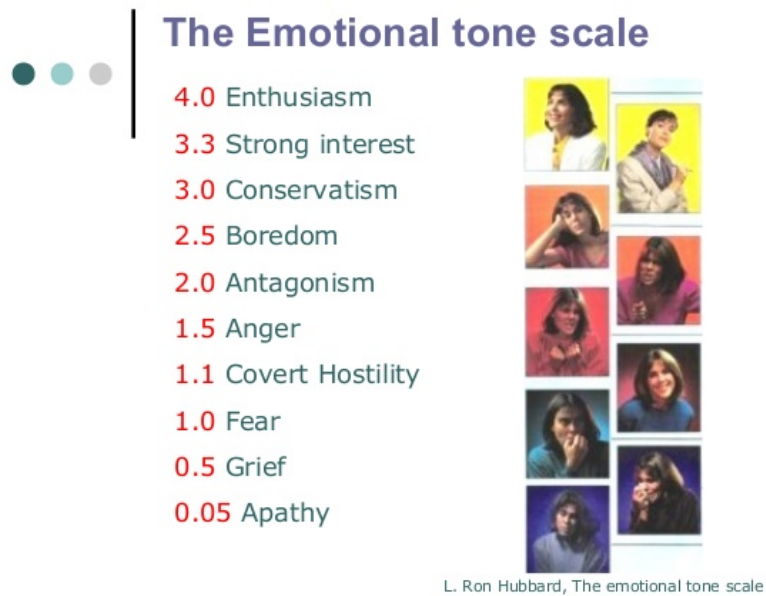 The Emotional tone scale
4.0 Enthusiasm
3.3 Strong interest
3.0 Conservatism
2.5 Boredom
2.0 Antagonism
1.5 Anger
1.1 Covert Hostility
1.0 Fear
0.5 Grief
0.05 Apathy
L. Ron Hubbard, The emotional tone scale